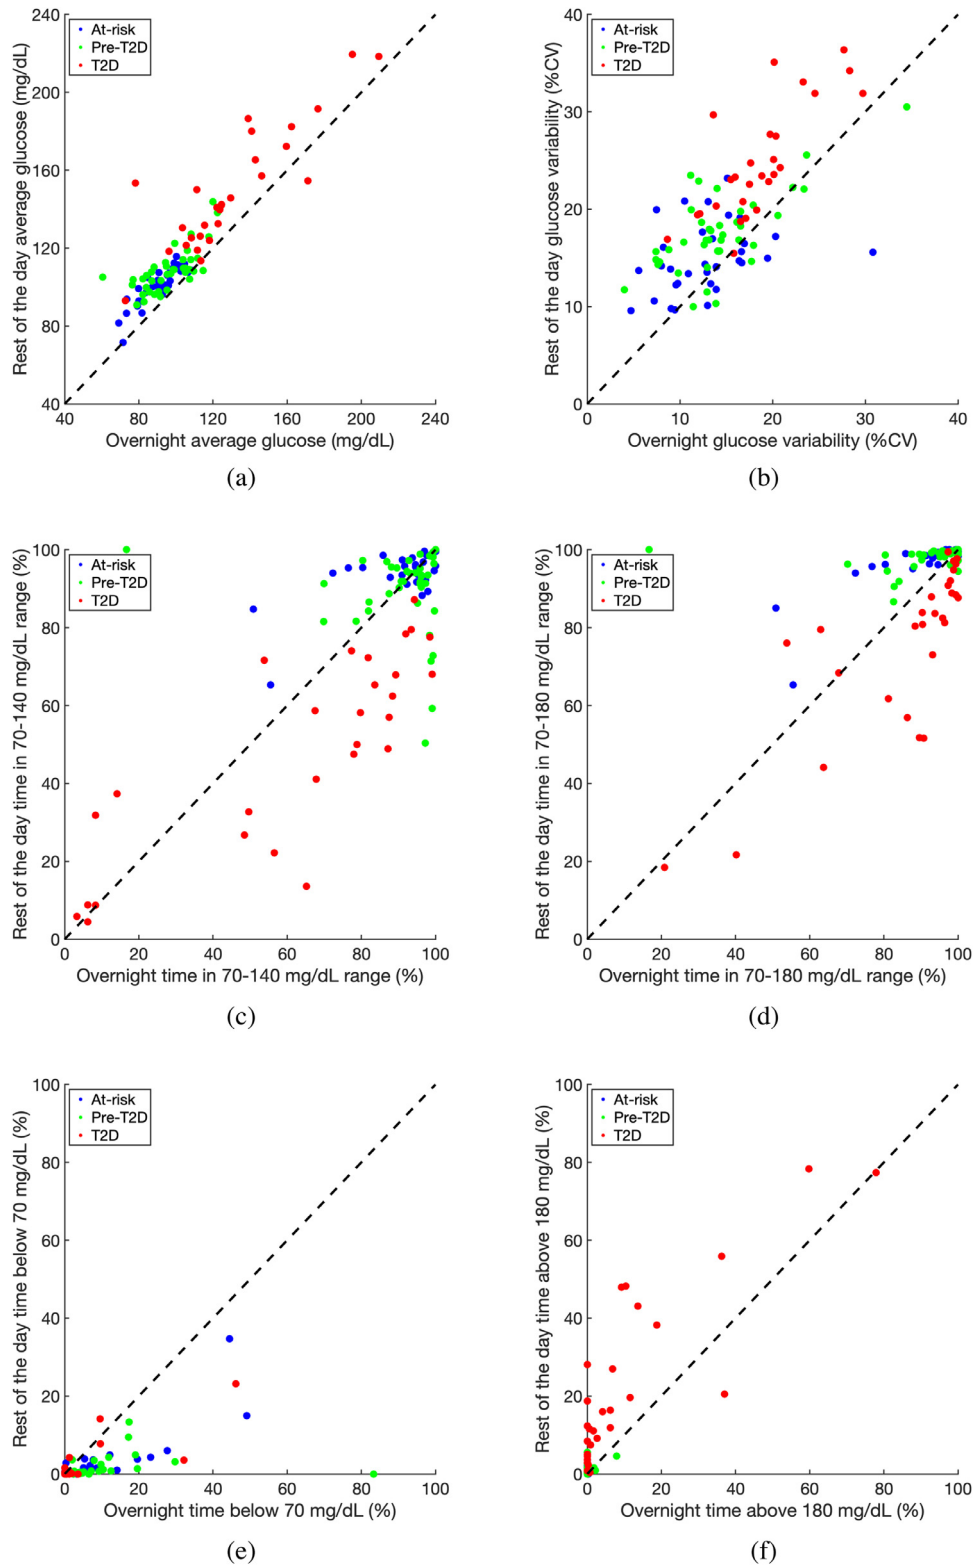 240
200
160
120
80
40
Rest of the day average glucose (mg/dL)
At-risk
Pre-T2D
T2D
40 80 120 160 200 240
Overnight average glucose (mg/dL)
(a)
40
30
20
10
0
Rest of the day glucose variability (%CV)
At-risk
Pre-T2D
T2D
0 10 20 30 40
Overnight glucose variability (%CV)
(b)
100
80
60
40
20
0
Rest of the day time in 70-140 mg/dL range (%)
At-risk
Pre-T2D
T2D
0 20 40 60 80 100
Overnight time in 70-140 mg/dL range (%)
(c)
100
80
60
40
20
0
Rest of the day time in 70-180 mg/dL range (%)
At-risk
Pre-T2D
T2D
0 20 40 60 80 100
Overnight time in 70-180 mg/dL range (%)
(d)
100
80
60
40
20
0
Rest of the day time below 70 mg/dL (%)
At-risk
Pre-T2D
T2D
0 20 40 60 80 100
Overnight time below 70 mg/dL (%)
(e)
100
80
60
40
20
0
Rest of the day time above 180 mg/dL (%)
At-risk
Pre-T2D
T2D
0 20 40 60 80 100
Overnight time above 180 mg/dL (%)
(f)